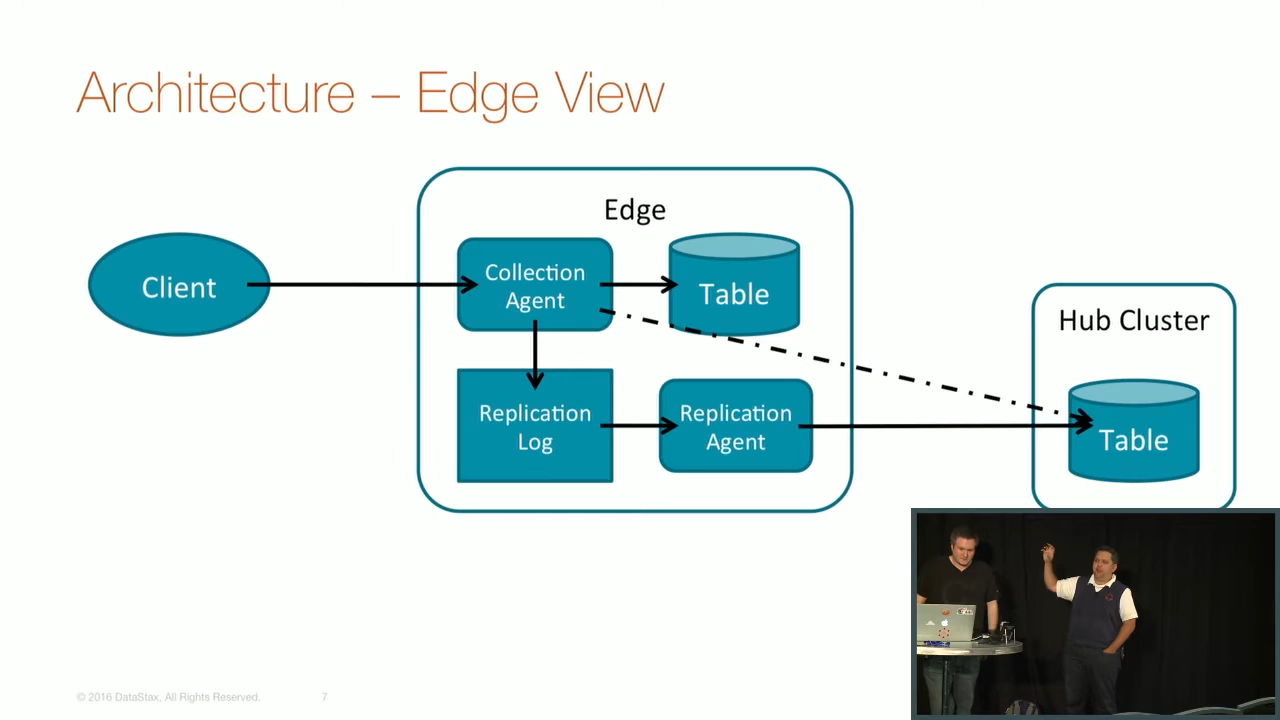 Architecture – Edge View
Edge
Client
Collection
Agent
Table
Hub Cluster
Replication
Log
Replication
Agent
Table
© 2016 DataStax, All Rights Reserved.
7